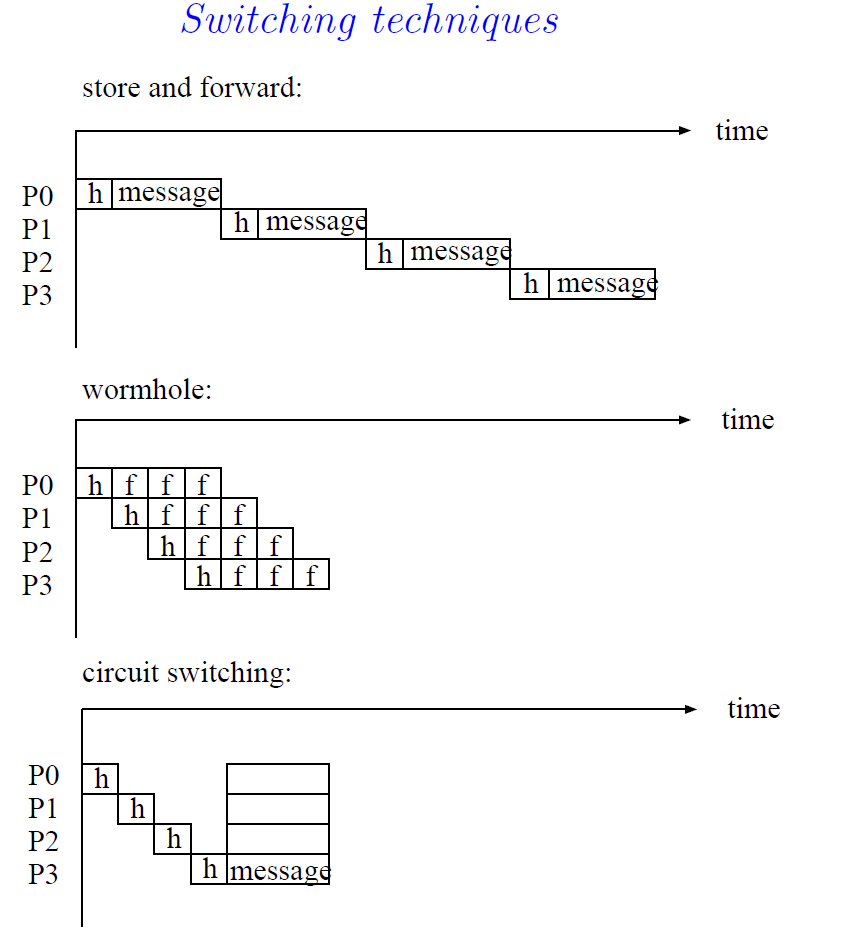 Switching techniques
store and forward:
time
P0 h message
P1 h message
P2 h message
P3 h message
wormhole:
time
P0 h f f f
P1 h f f f
P2 h f f f
P3 h f f f
circuit switching:
time
P0 h
P1 h
P2 h
P3 h message